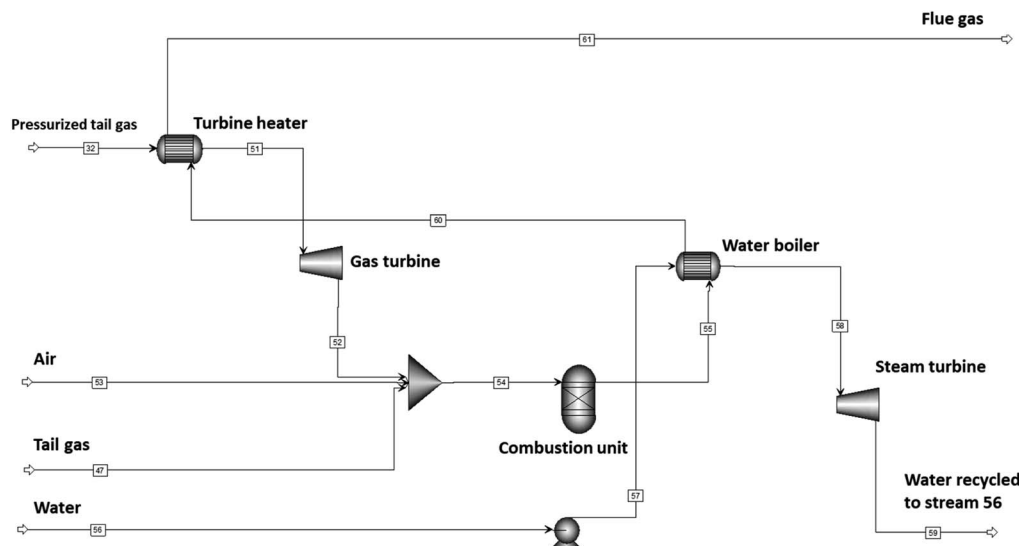 Flue gas
61
Pressurized tail gas
32
Turbine heater
51
60
Water boiler
Gas turbine
52
55
58
Air
53
54
Steam turbine
Combustion unit
Tail gas
47
57
Water recycled
to stream 56
Water
56
59